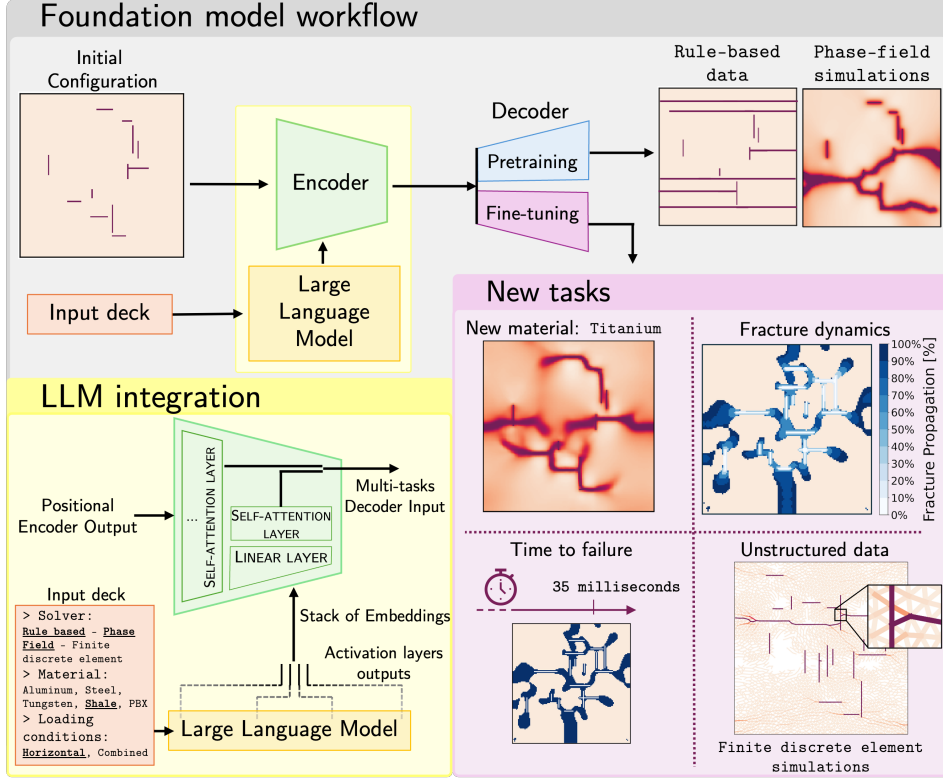 Foundation model workflow
Initial
Configuration
Encoder
Large
Language
Model
Input deck
Decoder
Pretraining
Fine-tuning
Rule-based
data
Phase-field
simulations
LLM integration
Positional
Encoder Output
...
SELF-ATTENTION LAYER
SELF-ATTENTION
LAYER
LINEAR LAYER
Multi-tasks
Decoder Input
Stack of Embeddings
Activation layers
outputs
Input deck
> Solver:
Rule based - Phase
Field - Finite
discrete element
> Material:
Aluminum, Steel,
Tungsten, Shale, PBX
> Loading
conditions:
Horizontal, Combined
Large Language Model
New tasks
New material: Titanium
Fracture dynamics
100%
90%
80%
70%
60%
50%
40%
30%
20%
10%
0%
Fracture Propagation [%]
Time to failure
35 milliseconds
Unstructured data
Finite discrete element
simulations